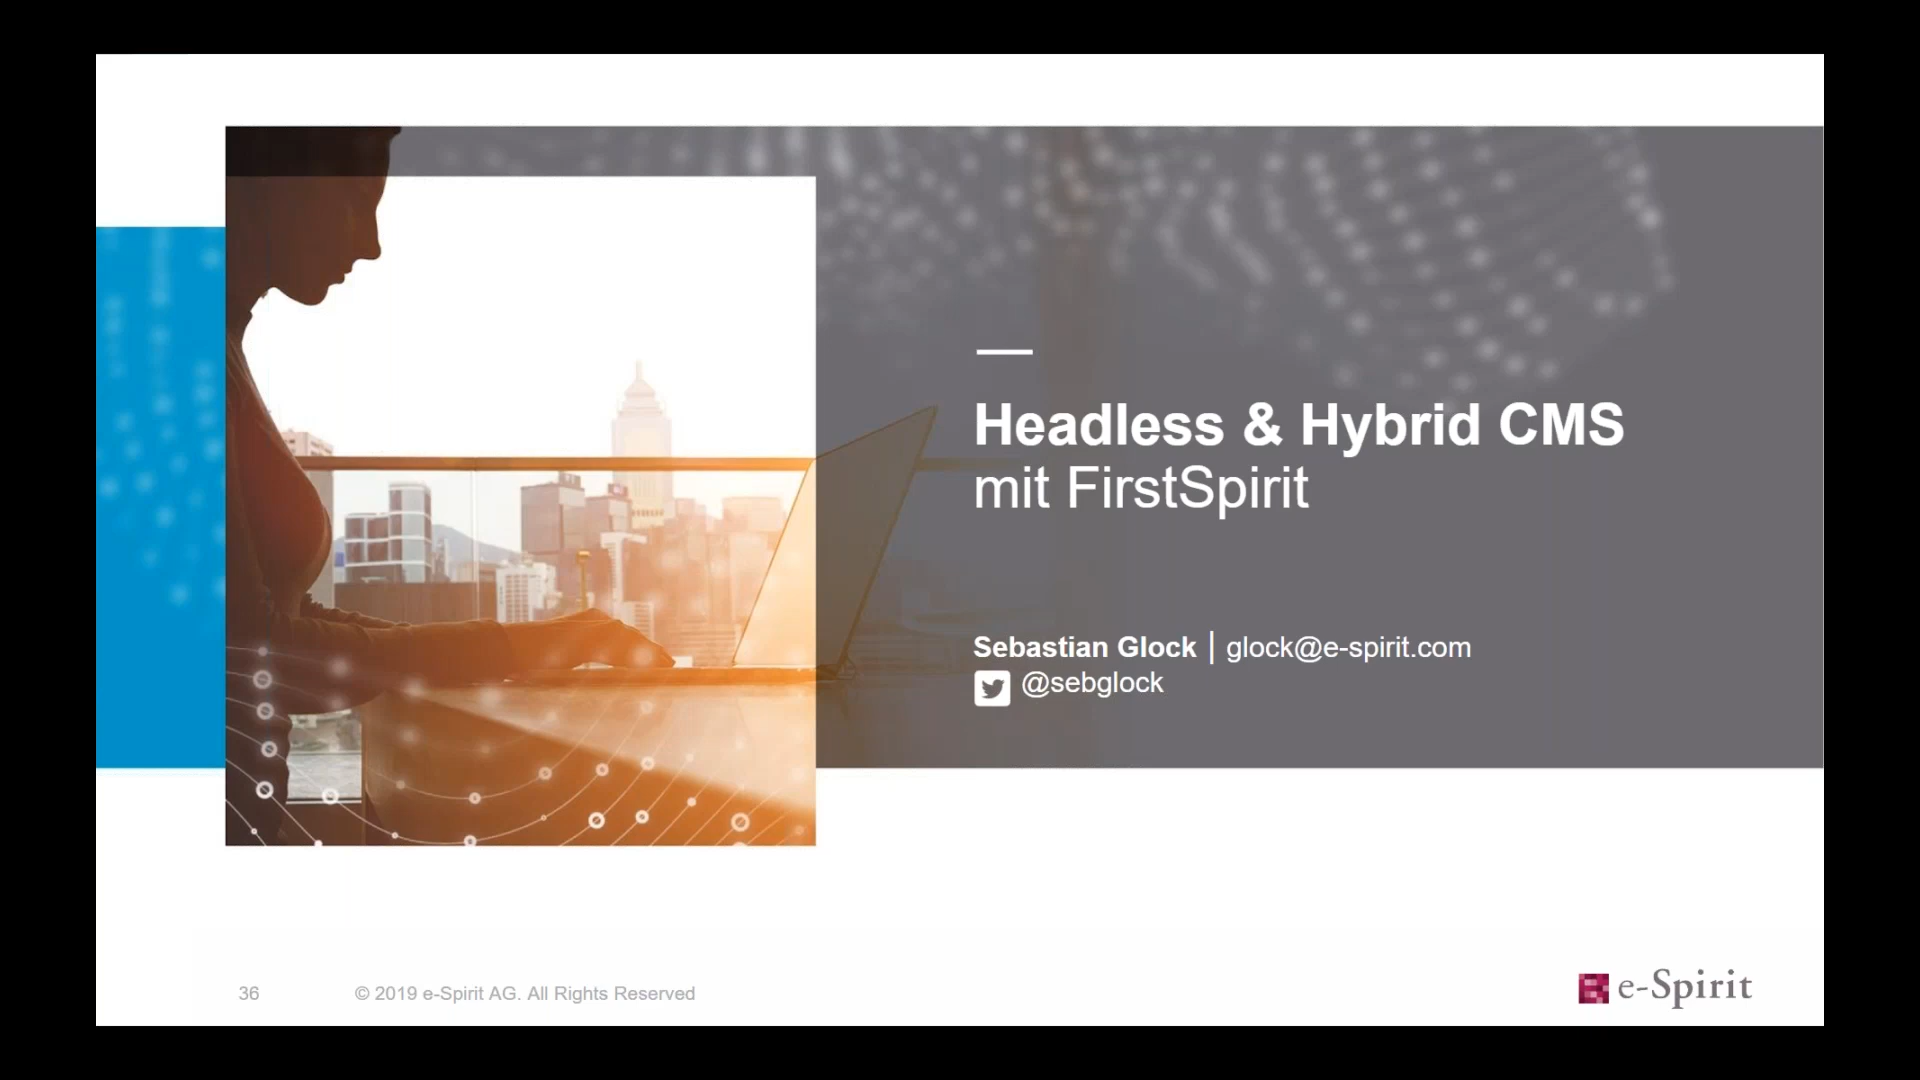 Headless & Hybrid CMS
mit FirstSpirit
Sebastian Glock | glock@e-spirit.com
@sebglock
36 © 2019 e-Spirit AG. All Rights Reserved
e-Spirit